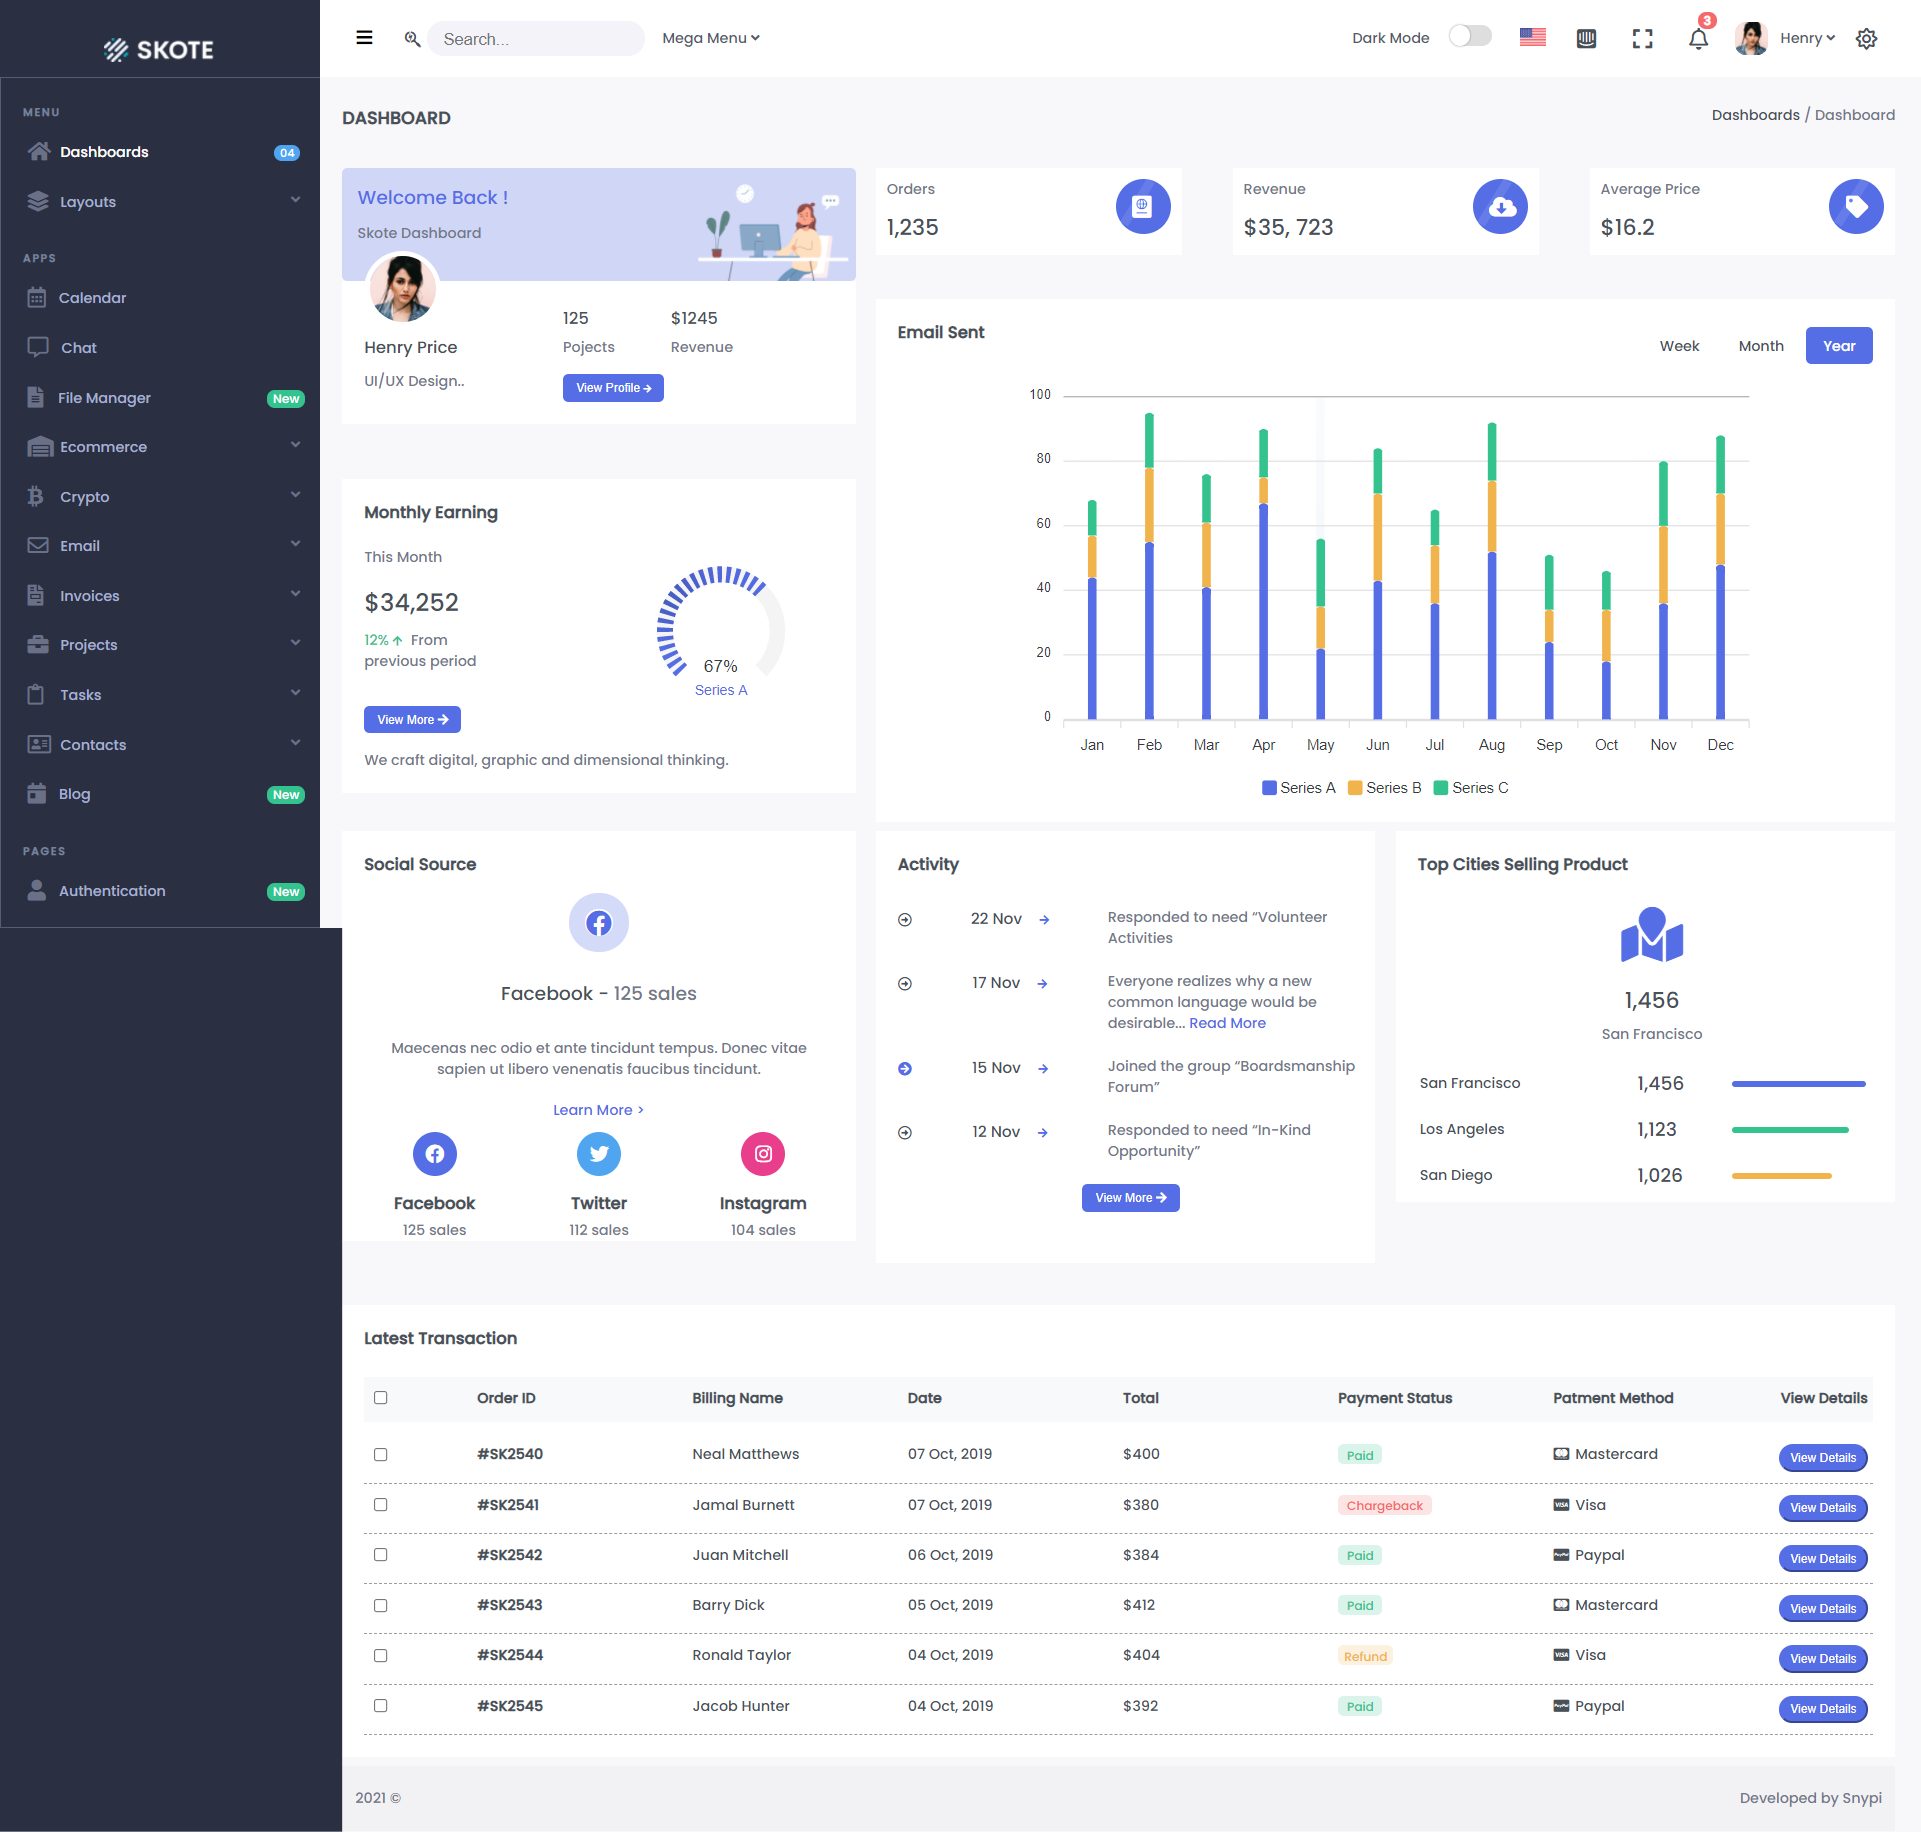 SKOTE
Search...
Mega Menu
Dark Mode
3
Henry
MENU
Dashboards
04
Layouts
APPS
Calendar
Chat
File Manager
New
Ecommerce
Crypto
Email
Invoices
Projects
Tasks
Contacts
Blog
New
PAGES
Authentication
New
DASHBOARD
Dashboards / Dashboard
Welcome Back !
Skote Dashboard
Henry Price
UI/UX Design..
125
Pojects
$1245
Revenue
View Profile
Orders
1,235
Revenue
$35, 723
Average Price
$16.2
Monthly Earning
This Month
$34,252
12% From
previous period
View More
We craft digital, graphic and dimensional thinking.
67%
Series A
Email Sent
Week
Month
Year
100
80
60
40
20
0
Jan
Feb
Mar
Apr
May
Jun
Jul
Aug
Sep
Oct
Nov
Dec
Series A
Series B
Series C
Social Source
Facebook - 125 sales
Maecenas nec odio et ante tincidunt tempus. Donec vitae
sapien ut libero venenatis faucibus tincidunt.
Learn More >
Facebook
125 sales
Twitter
112 sales
Instagram
104 sales
Activity
22 Nov
Responded to need “Volunteer
Activities
17 Nov
Everyone realizes why a new
common language would be
desirable... Read More
15 Nov
Joined the group “Boardsmanship
Forum”
12 Nov
Responded to need “In-Kind
Opportunity”
View More
Top Cities Selling Product
1,456
San Francisco
San Francisco 1,456
Los Angeles 1,123
San Diego 1,026
Latest Transaction
Order ID Billing Name Date Total Payment Status Patment Method View Details
#SK2540 Neal Matthews 07 Oct, 2019 $400 Paid Mastercard View Details
#SK2541 Jamal Burnett 07 Oct, 2019 $380 Chargeback VISA Visa View Details
#SK2542 Juan Mitchell 06 Oct, 2019 $384 Paid PayPal Paypal View Details
#SK2543 Barry Dick 05 Oct, 2019 $412 Paid Mastercard View Details
#SK2544 Ronald Taylor 04 Oct, 2019 $404 Refund VISA Visa View Details
#SK2545 Jacob Hunter 04 Oct, 2019 $392 Paid PayPal Paypal View Details
2021 ©
Developed by Snypi